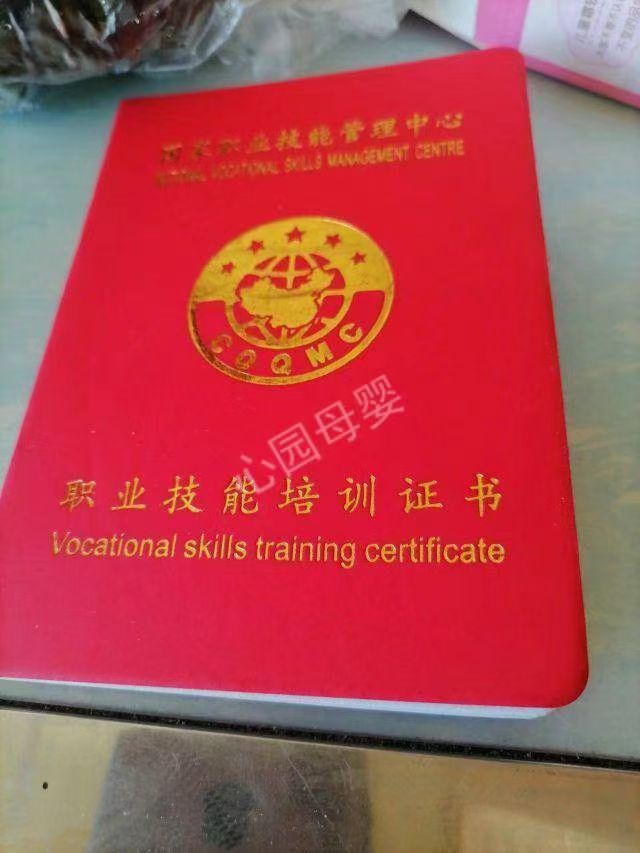 国家职业技能管理中心
NATIONAL VOCATIONAL SKILLS MANAGEMENT CENTRE
CQQMC
心园母婴
职业技能培训证书
Vocational skills training certificate